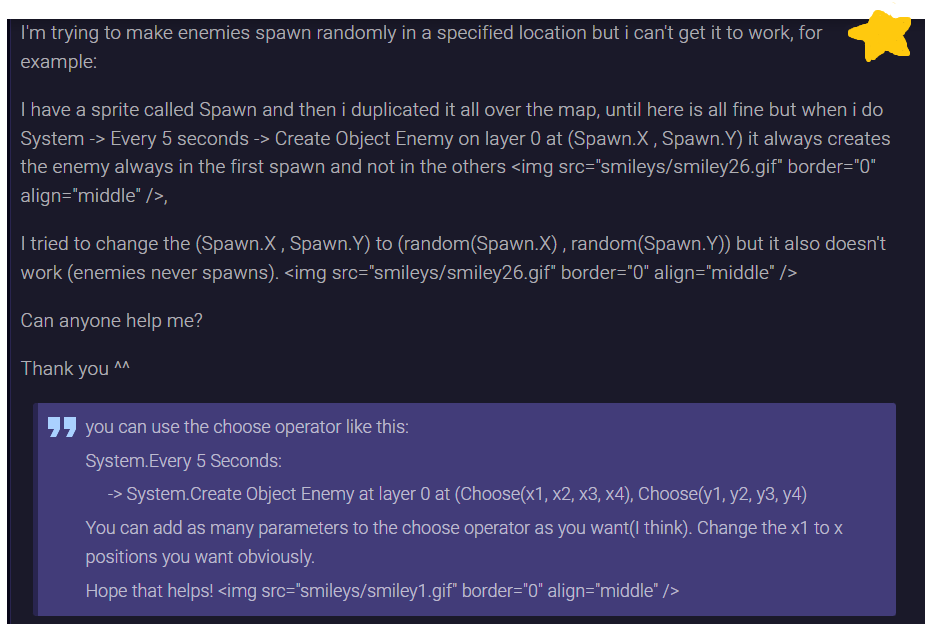 I'm trying to make enemies spawn randomly in a specified location but i can't get it to work, for
example:
I have a sprite called Spawn and then i duplicated it all over the map, until here is all fine but when i do
System -> Every 5 seconds -> Create Object Enemy on layer 0 at (Spawn.X , Spawn.Y) it always creates
the enemy always in the first spawn and not in the others <img src="smileys/smiley26.gif" border="0"
align="middle" />,
I tried to change the (Spawn.X , Spawn.Y) to (random(Spawn.X) , random(Spawn.Y)) but it also doesn't
work (enemies never spawns). <img src="smileys/smiley26.gif" border="0" align="middle" />
Can anyone help me?
Thank you ^^
you can use the choose operator like this:
System.Every 5 Seconds:
-> System.Create Object Enemy at layer 0 at (Choose(x1, x2, x3, x4), Choose(y1, y2, y3, y4)
You can add as many parameters to the choose operator as you want(I think). Change the x1 to x
positions you want obviously.
Hope that helps! <img src="smileys/smiley1.gif" border="0" align="middle" />